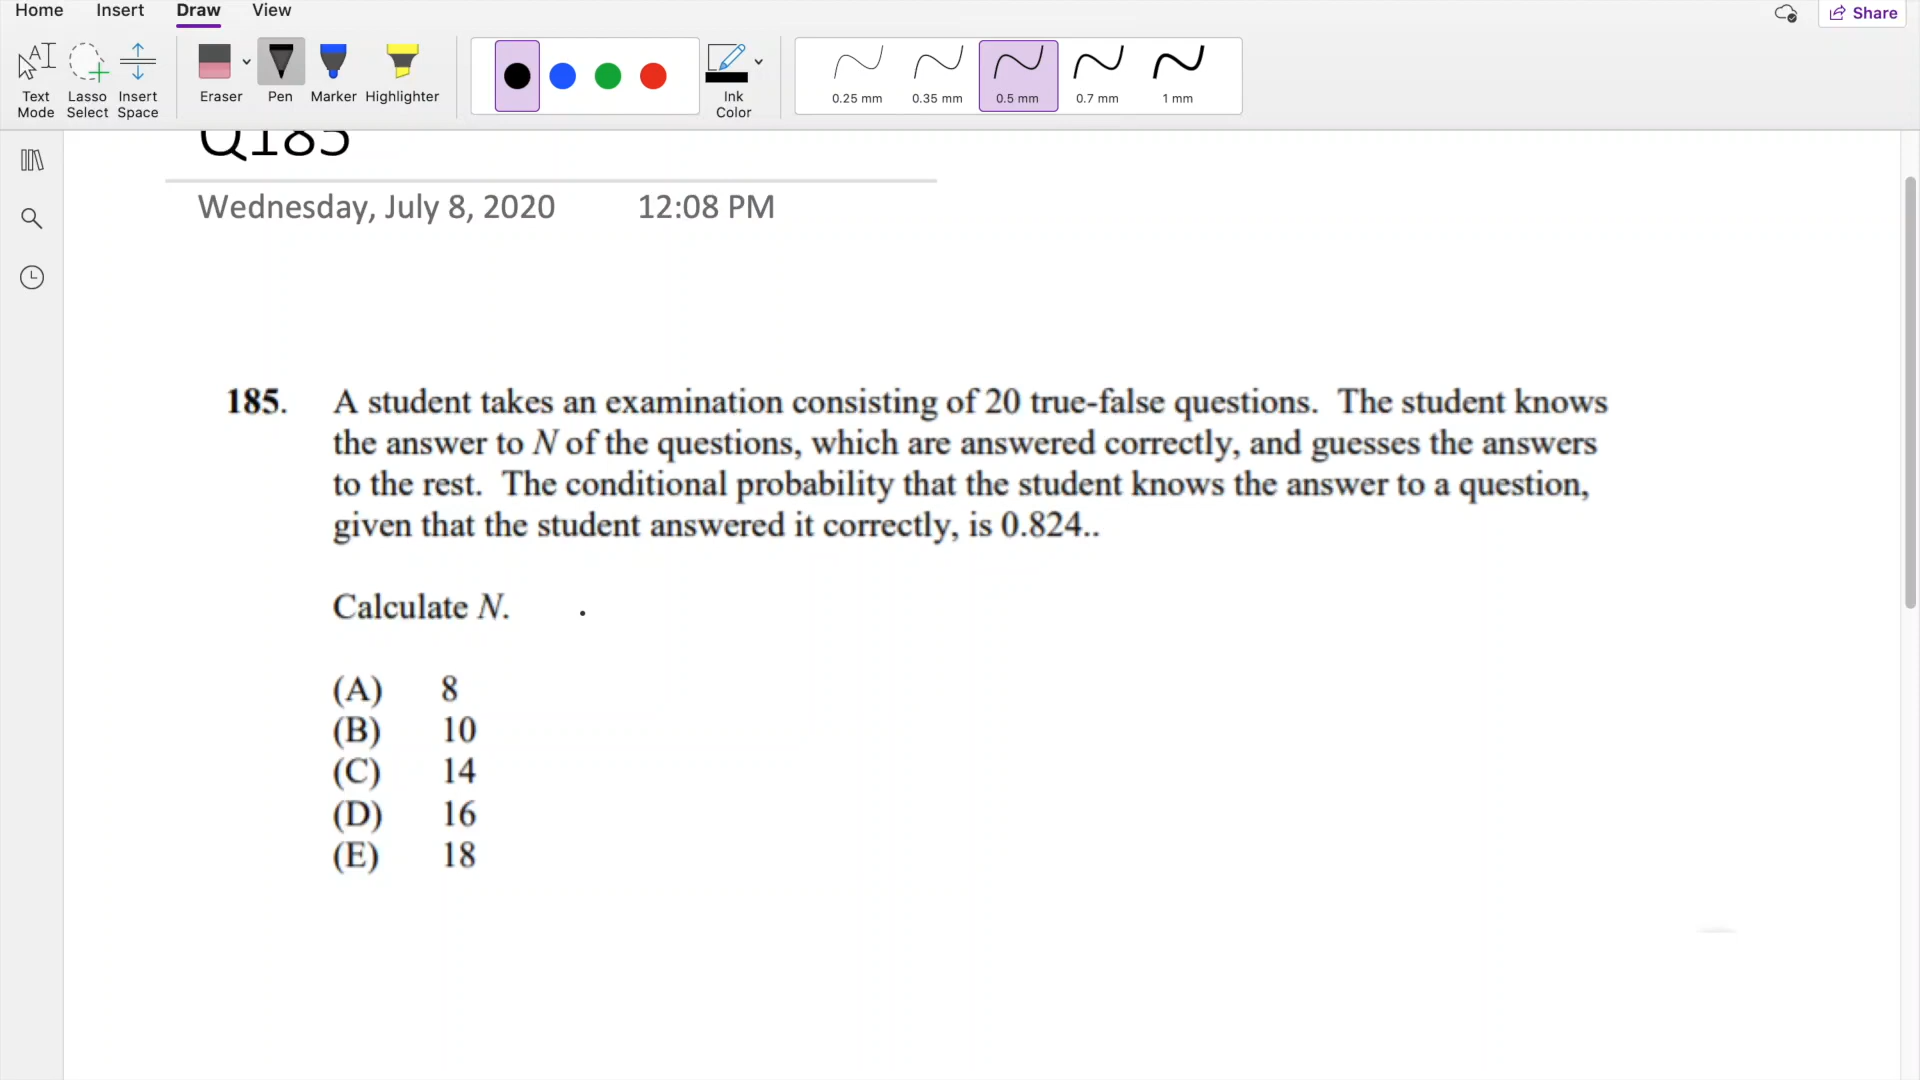 Home Insert Draw View
Share
Text Mode
Lasso Select
Insert Space
Eraser
Pen
Marker
Highlighter
Ink Color
0.25 mm
0.35 mm
0.5 mm
0.7 mm
1 mm
Q185
Wednesday, July 8, 2020 12:08 PM
185. A student takes an examination consisting of 20 true-false questions. The student knows
the answer to N of the questions, which are answered correctly, and guesses the answers
to the rest. The conditional probability that the student knows the answer to a question,
given that the student answered it correctly, is 0.824..
Calculate N.
(A) 8
(B) 10
(C) 14
(D) 16
(E) 18